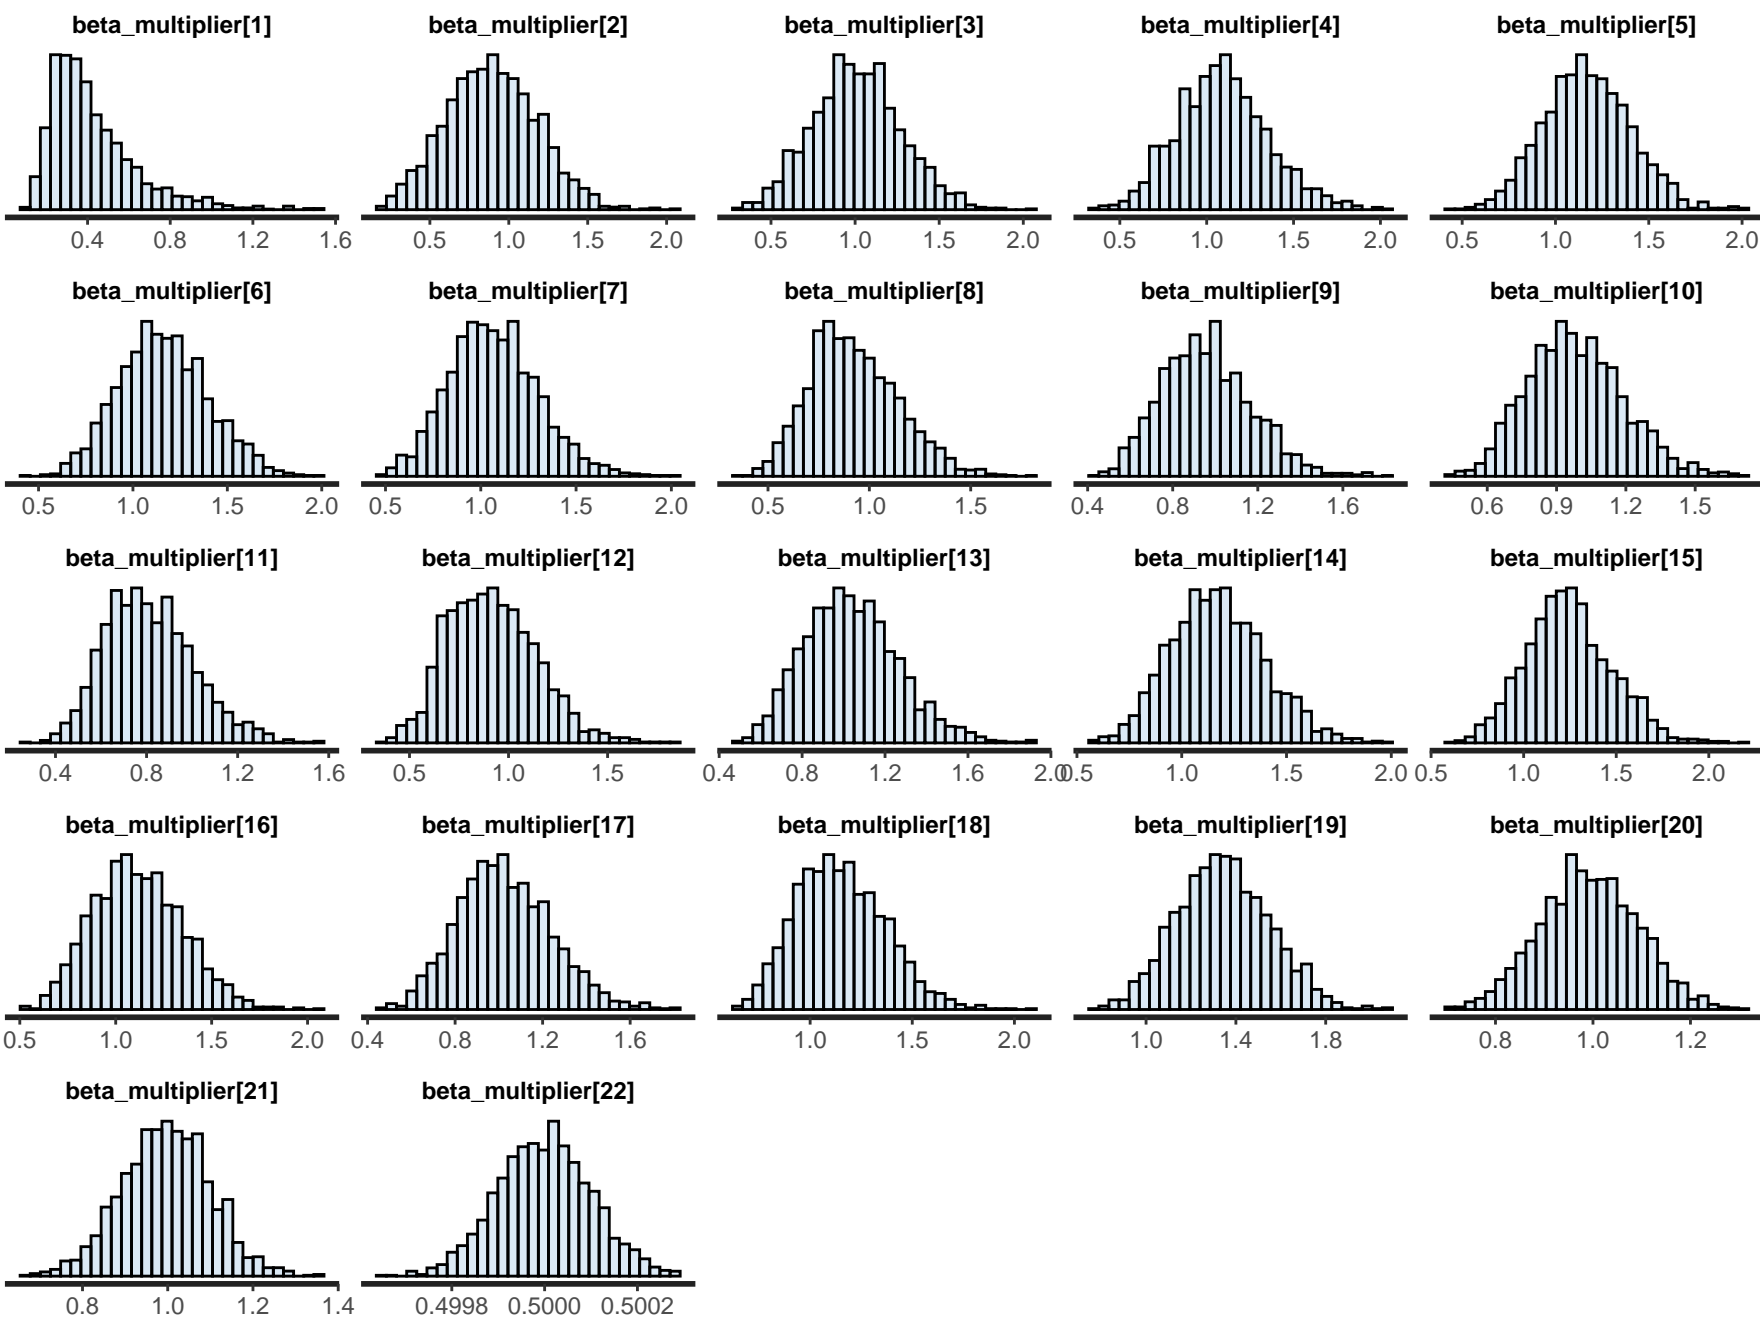 beta_multiplier[1] beta_multiplier[2] beta_multiplier[3] beta_multiplier[4] beta_multiplier[5]
0.4 0.8 1.2 1.6 0.5 1.0 1.5 2.0 0.5 1.0 1.5 2.0 0.5 1.0 1.5 2.0 0.5 1.0 1.5 2.0
beta_multiplier[6] beta_multiplier[7] beta_multiplier[8] beta_multiplier[9] beta_multiplier[10]
0.5 1.0 1.5 2.0 0.5 1.0 1.5 2.0 0.5 1.0 1.5 0.4 0.8 1.2 1.6 0.6 0.9 1.2 1.5
beta_multiplier[11] beta_multiplier[12] beta_multiplier[13] beta_multiplier[14] beta_multiplier[15]
0.4 0.8 1.2 1.6 0.5 1.0 1.5 0.4 0.8 1.2 1.6 2.0 0.5 1.0 1.5 2.0 0.5 1.0 1.5 2.0
beta_multiplier[16] beta_multiplier[17] beta_multiplier[18] beta_multiplier[19] beta_multiplier[20]
0.5 1.0 1.5 2.0 0.4 0.8 1.2 1.6 1.0 1.5 2.0 1.0 1.4 1.8 0.8 1.0 1.2
beta_multiplier[21] beta_multiplier[22]
0.8 1.0 1.2 1.4 0.4998 0.5000 0.5002